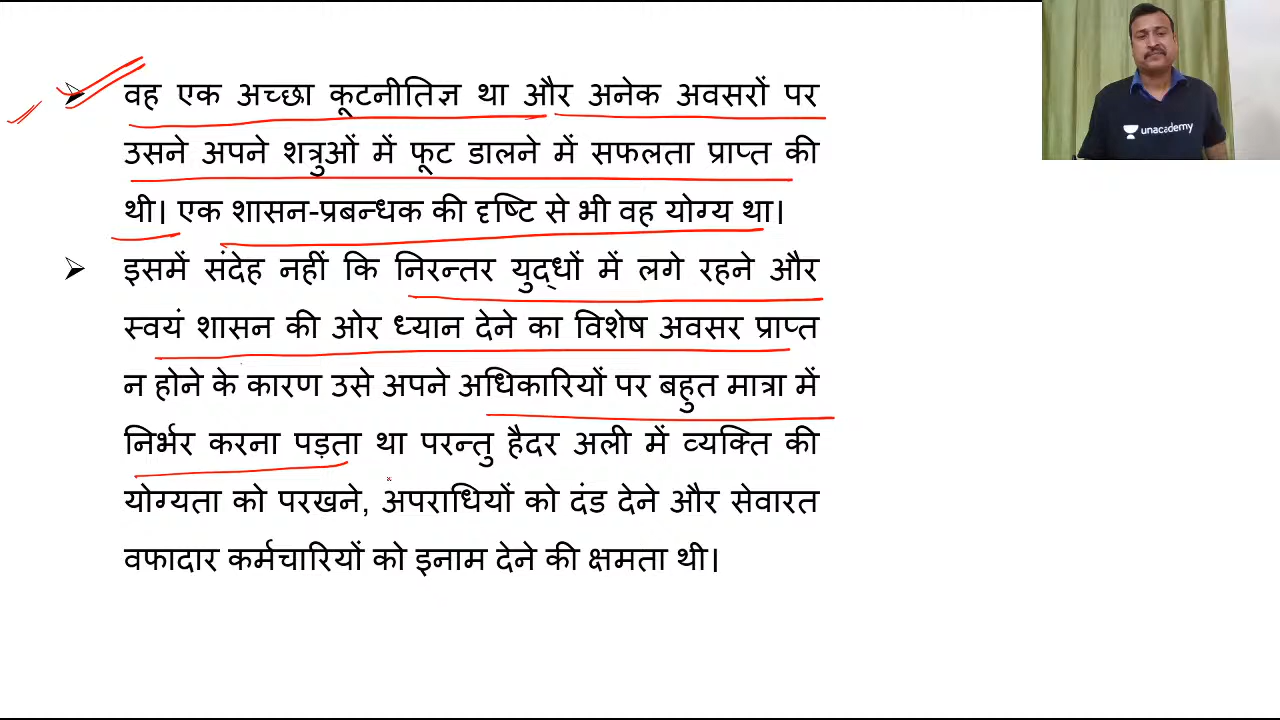 वह एक अच्छा कूटनीतिज्ञ था और अनेक अवसरों पर
उसने अपने शत्रुओं में फूट डालने में सफलता प्राप्त की
थी। एक शासन-प्रबन्धक की दृष्टि से भी वह योग्य था।
इसमें संदेह नहीं कि निरन्तर युद्धों में लगे रहने और
स्वयं शासन की ओर ध्यान देने का विशेष अवसर प्राप्त
न होने के कारण उसे अपने अधिकारियों पर बहुत मात्रा में
निर्भर करना पड़ता था परन्तु हैदर अली में व्यक्ति की
योग्यता को परखने, अपराधियों को दंड देने और सेवारत
वफादार कर्मचारियों को इनाम देने की क्षमता थी।
unacademy